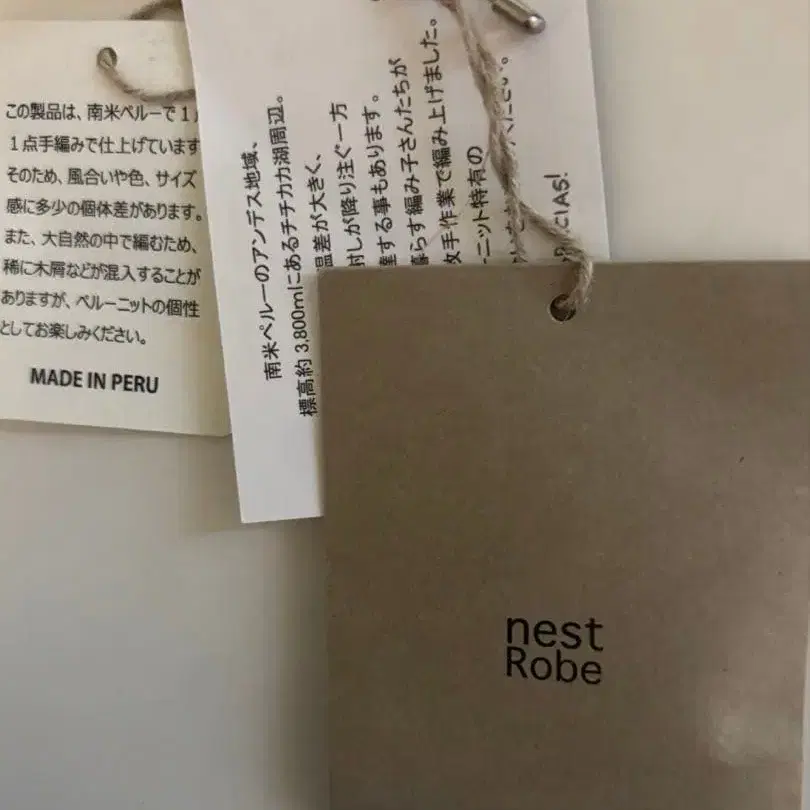 この製品は、南米ペルーで1
1点手編みで仕上げています
そのため、風合いや色、サイズ
感に多少の個体差があります。
また、大自然の中で編むため、
稀に木屑などが混入することが
ありますが、ペルーニットの個性
としてお楽しみください。
MADE IN PERU
南米ペルーのアンデス地域、
標高約3,800mにあるチチカカ湖周辺。
温差が大きく、
射しが降り注ぐ一方
達する事もあります。
暮らす編み子さんたちが
枚手作業で編み上げました。
ニット特有の
ください。
RACIAS!
nest
Robe